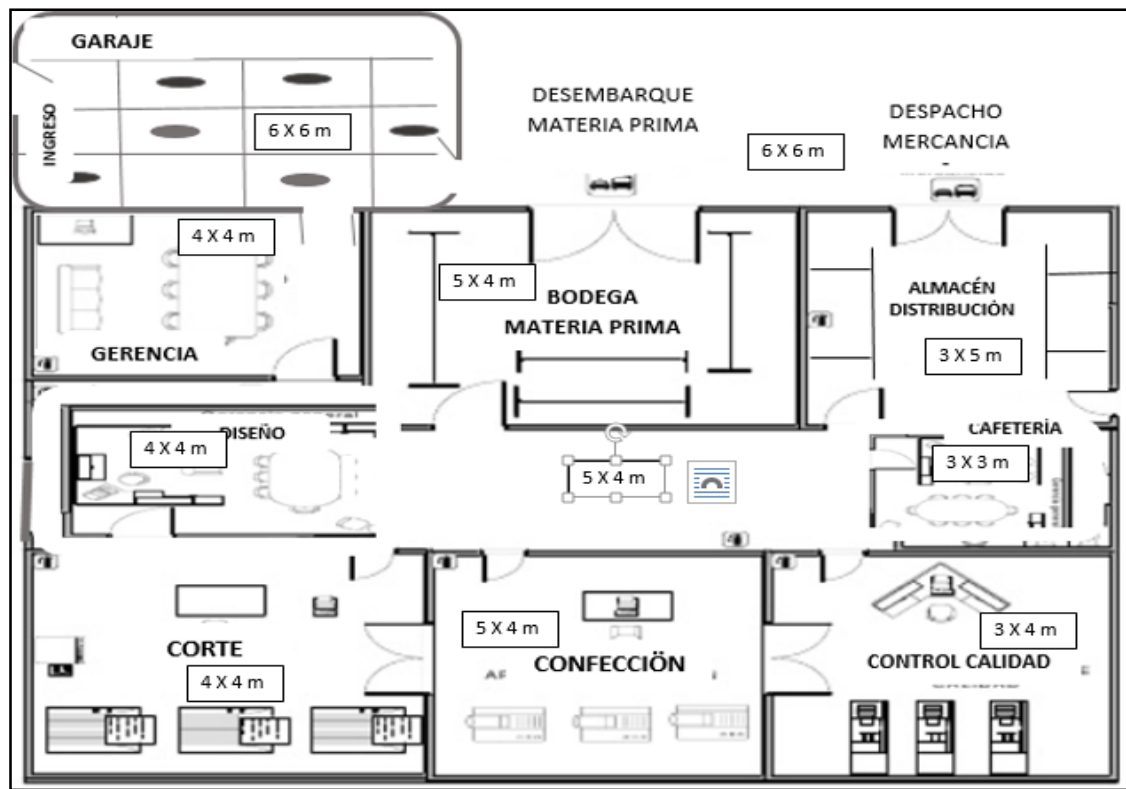 GARAJE
INGRESO
6 X 6 m
DESEMBARQUE
MATERIA PRIMA
6 X 6 m
DESPACHO
MERCANCIA
4 X 4 m
GERENCIA
5 X 4 m
BODEGA
MATERIA PRIMA
ALMACÉN
DISTRIBUCIÓN
3 X 5 m
DISEÑO
4 X 4 m
5 X 4 m
CAFETERÍA
3 X 3 m
CORTE
4 X 4 m
5 X 4 m
CONFECCIÖN
3 X 4 m
CONTROL CALIDAD